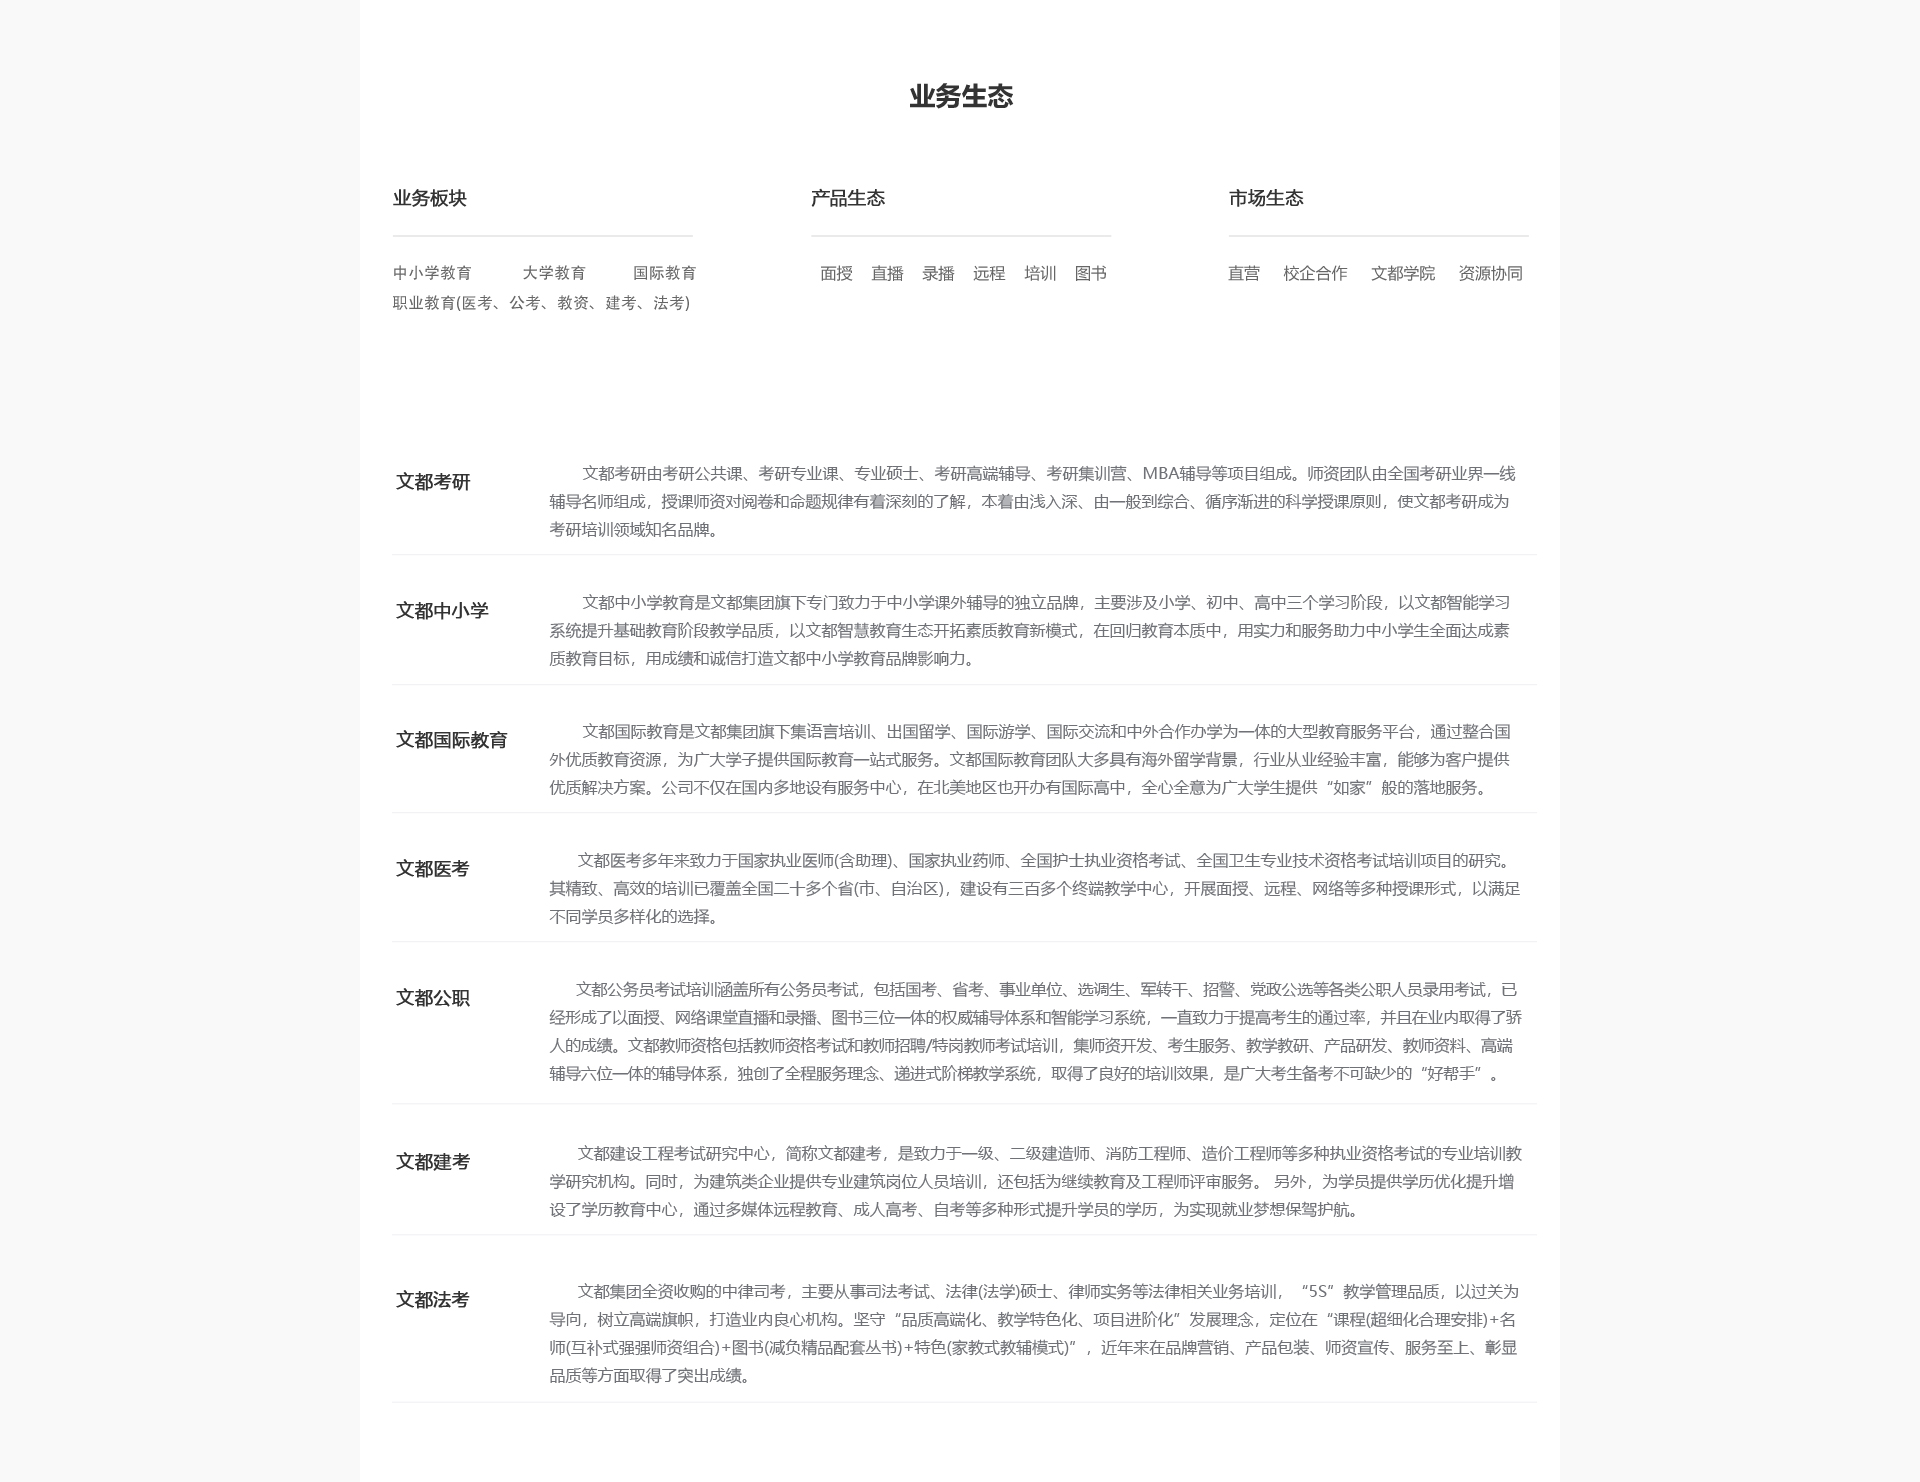 业务生态
业务板块 产品生态 市场生态
中小学教育 大学教育 国际教育 面授 直播 录播 远程 培训 图书 直营 校企合作 文都学院 资源协同
职业教育(医考、公考、教资、建考、法考)
文都考研
文都考研由考研公共课、考研专业课、专业硕士、考研高端辅导、考研集训营、MBA辅导等项目组成。师资团队由全国考研业界一线
辅导名师组成，授课师资对阅卷和命题规律有着深刻的了解，本着由浅入深、由一般到综合、循序渐进的科学授课原则，使文都考研成为
考研培训领域知名品牌。
文都中小学
文都中小学教育是文都集团旗下专门致力于中小学课外辅导的独立品牌，主要涉及小学、初中、高中三个学习阶段，以文都智能学习
系统提升基础教育阶段教学品质，以文都智慧教育生态开拓素质教育新模式，在回归教育本质中，用实力和服务助力中小学生全面达成素
质教育目标，用成绩和诚信打造文都中小学教育品牌影响力。
文都国际教育
文都国际教育是文都集团旗下集语言培训、出国留学、国际游学、国际交流和中外合作办学为一体的大型教育服务平台，通过整合国
外优质教育资源，为广大学子提供国际教育一站式服务。文都国际教育团队大多具有海外留学背景，行业从业经验丰富，能够为客户提供
优质解决方案。公司不仅在国内多地设有服务中心，在北美地区也开办有国际高中，全心全意为广大学生提供“如家”般的落地服务。
文都医考
文都医考多年来致力于国家执业医师(含助理)、国家执业药师、全国护士执业资格考试、全国卫生专业技术资格考试培训项目的研究。
其精致、高效的培训已覆盖全国二十多个省(市、自治区)，建设有三百多个终端教学中心，开展面授、远程、网络等多种授课形式，以满足
不同学员多样化的选择。
文都公职
文都公务员考试培训涵盖所有公务员考试，包括国考、省考、事业单位、选调生、军转干、招警、党政公选等各类公职人员录用考试，已
经形成了以面授、网络课堂直播和录播、图书三位一体的权威辅导体系和智能学习系统，一直致力于提高考生的通过率，并且在业内取得了骄
人的成绩。文都教师资格包括教师资格考试和教师招聘/特岗教师考试培训，集师资开发、考生服务、教学教研、产品研发、教师资料、高端
辅导六位一体的辅导体系，独创了全程服务理念、递进式阶梯教学系统，取得了良好的培训效果，是广大考生备考不可缺少的“好帮手”。
文都建考
文都建设工程考试研究中心，简称文都建考，是致力于一级、二级建造师、消防工程师、造价工程师等多种执业资格考试的专业培训教
学研究机构。同时，为建筑类企业提供专业建筑岗位人员培训，还包括为继续教育及工程师评审服务。 另外，为学员提供学历优化提升增
设了学历教育中心，通过多媒体远程教育、成人高考、自考等多种形式提升学员的学历，为实现就业梦想保驾护航。
文都法考
文都集团全资收购的中律司考，主要从事司法考试、法律(法学)硕士、律师实务等法律相关业务培训，“5S”教学管理品质，以过关为
导向，树立高端旗帜，打造业内良心机构。坚守“品质高端化、教学特色化、项目进阶化”发展理念，定位在“课程(超细化合理安排)+名
师(互补式强强师资组合)+图书(减负精品配套丛书)+特色(家教式教辅模式)”，近年来在品牌营销、产品包装、师资宣传、服务至上、彰显
品质等方面取得了突出成绩。